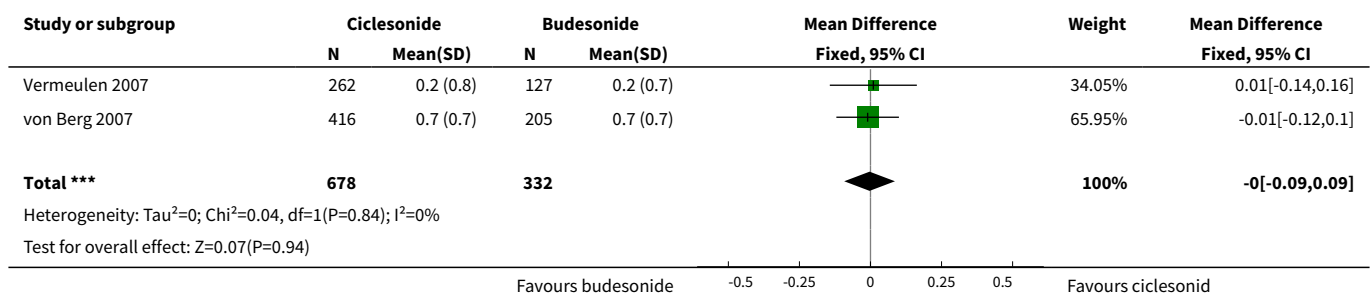 Study or subgroup Ciclesonide Budesonide Mean Difference Weight Mean Difference
N Mean(SD) N Mean(SD) Fixed, 95% CI Fixed, 95% CI
Vermeulen 2007 262 0.2 (0.8) 127 0.2 (0.7) 34.05% 0.01[-0.14,0.16]
von Berg 2007 416 0.7 (0.7) 205 0.7 (0.7) 65.95% -0.01[-0.12,0.1]
Total *** 678 332 100% -0[-0.09,0.09]
Heterogeneity: Tau²=0; Chi²=0.04, df=1(P=0.84); I²=0%
Test for overall effect: Z=0.07(P=0.94)
Favours budesonide -0.5 -0.25 0 0.25 0.5 Favours ciclesonid